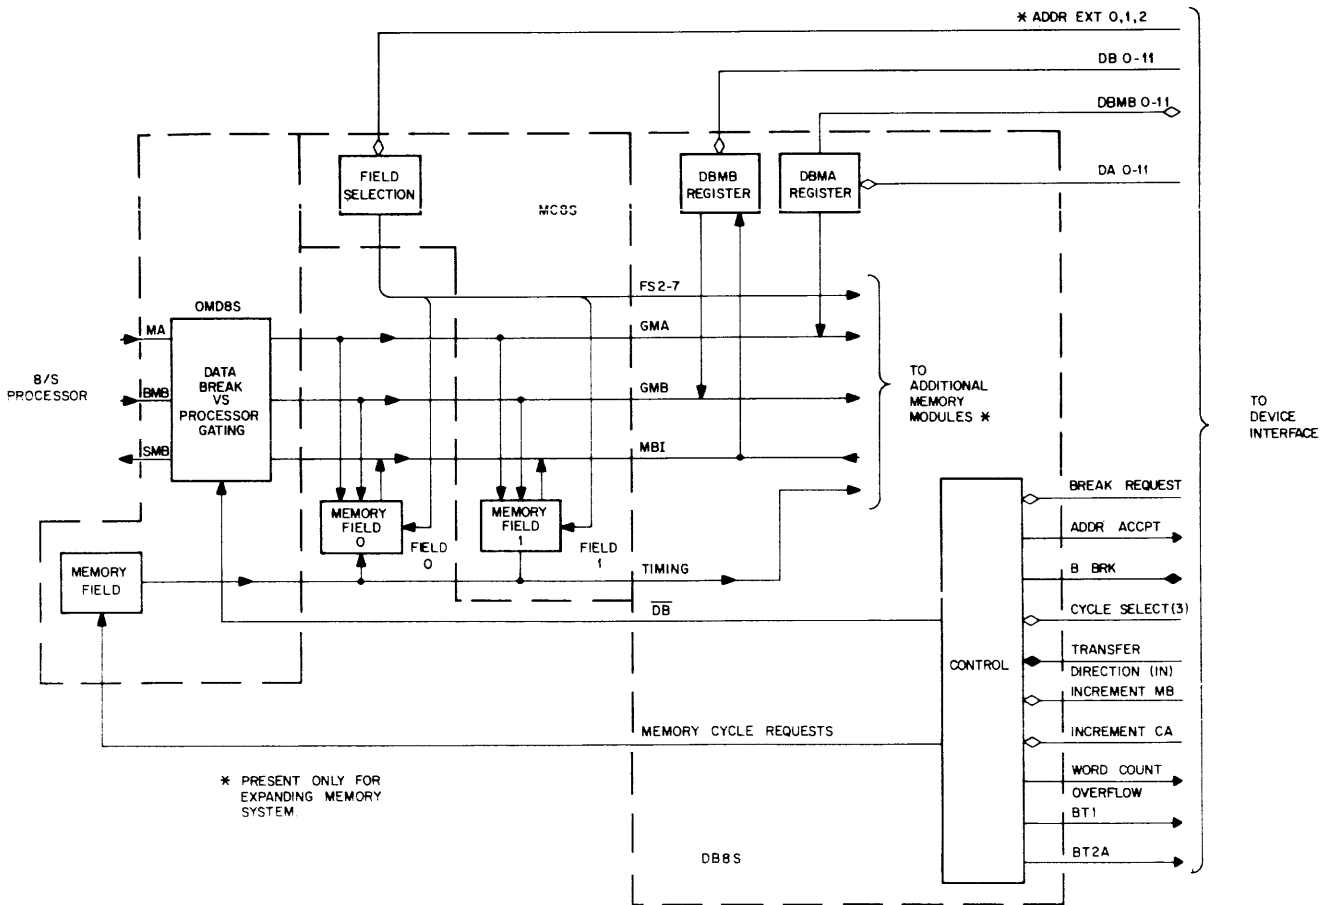 * ADDR EXT 0,1,2
DB 0-11
DBMB 0-11
DA 0-11
FIELD
SELECTION
MC8S
DBMB
REGISTER
DBMA
REGISTER
FS2-7
OMD8S
MA
GMA
8/S
PROCESSOR
BMB
DATA
BREAK
VS
PROCESSOR
GATING
GMB
TO
ADDITIONAL
MEMORY
MODULES *
TO
DEVICE
INTERFACE
SMB
MBI
MEMORY
FIELD
0
FIELD
0
MEMORY
FIELD
1
FIELD
1
MEMORY
FIELD
TIMING
DB
CONTROL
BREAK REQUEST
ADDR ACCPT
B BRK
CYCLE SELECT(3)
TRANSFER
DIRECTION (IN)
INCREMENT MB
INCREMENT CA
WORD COUNT
OVERFLOW
BT1
BT2A
MEMORY CYCLE REQUESTS
* PRESENT ONLY FOR
EXPANDING MEMORY
SYSTEM.
DB8S